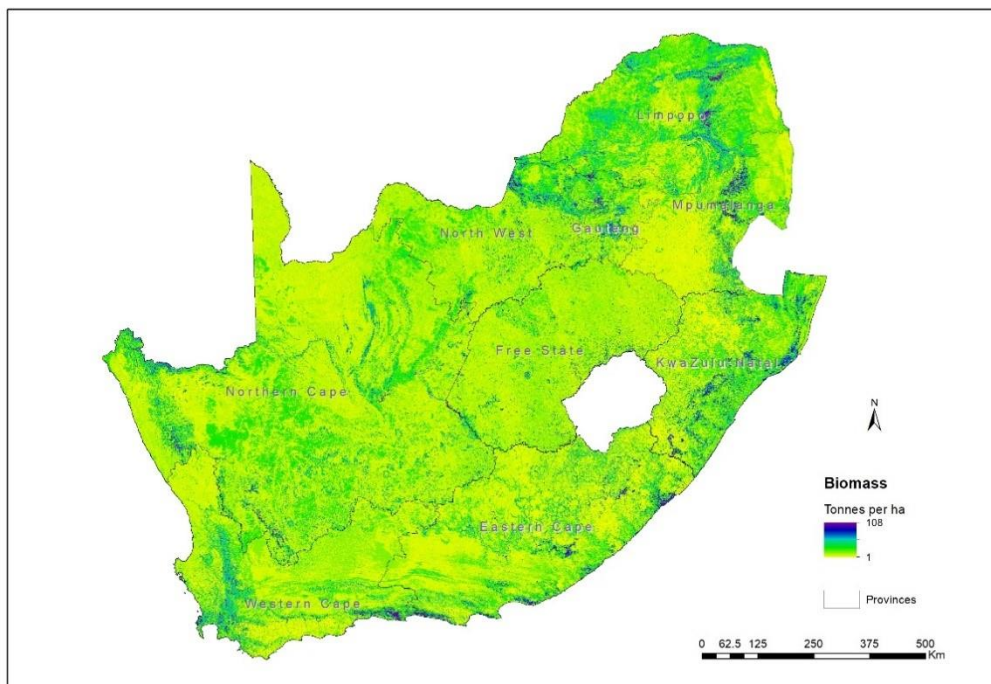 Limpopo
Mpumalanga
North West
Gauteng
Free State
KwaZulu-Natal
Northern Cape
Eastern Cape
Western Cape
N
Biomass
Tonnes per ha
108
1
Provinces
0 62.5 125 250 375 500
Km